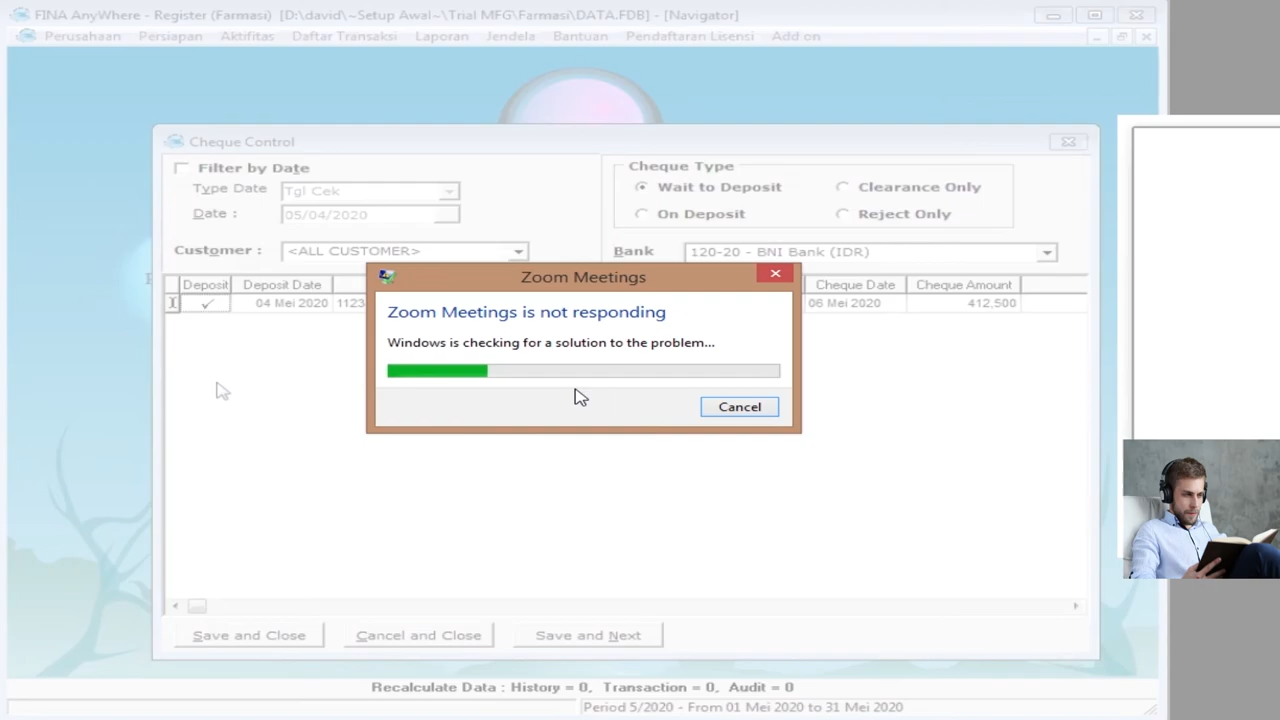 FINA AnyWhere - Register (Farmasi) [D:\david\~Setup Awal~\Trial MFG\Farmasi\DATA.FDB] - [Navigator]
Perusahaan Persiapan Aktifitas Daftar Transaksi Laporan Jendela Bantuan Pendaftaran Lisensi Add on
Cheque Control
Filter by Date
Type Date Tgl Cek
Date : 05/04/2020
Customer : <ALL CUSTOMER>
Cheque Type
Wait to Deposit Clearance Only
On Deposit Reject Only
Bank 120-20 - BNI Bank (IDR)
Deposit Deposit Date Cheque Date Cheque Amount
04 Mei 2020 1123 06 Mei 2020 412,500
Zoom Meetings
Zoom Meetings is not responding
Windows is checking for a solution to the problem...
Cancel
Save and Close Cancel and Close Save and Next
Recalculate Data : History = 0, Transaction = 0, Audit = 0
Period 5/2020 - From 01 Mei 2020 to 31 Mei 2020